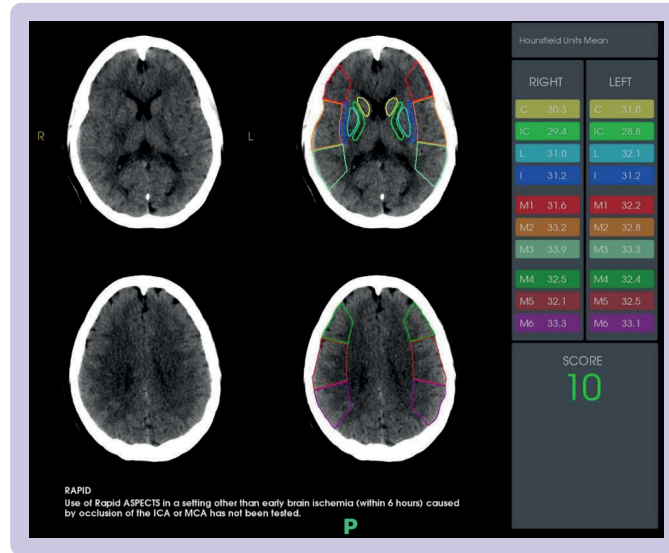 Hounsfield Units Mean
RIGHT LEFT
R L
C 30.3 C 31.0
IC 29.4 IC 28.8
L 31.0 L 32.1
I 31.2 I 31.2
M1 31.6 M1 32.2
M2 33.2 M2 32.8
M3 33.9 M3 33.3
M4 32.5 M4 32.4
M5 32.1 M5 32.5
M6 33.3 M6 33.1
SCORE
10
RAPID
Use of Rapid ASPECTS in a setting other than early brain ischemia (within 6 hours) caused
by occlusion of the ICA or MCA has not been tested.
P